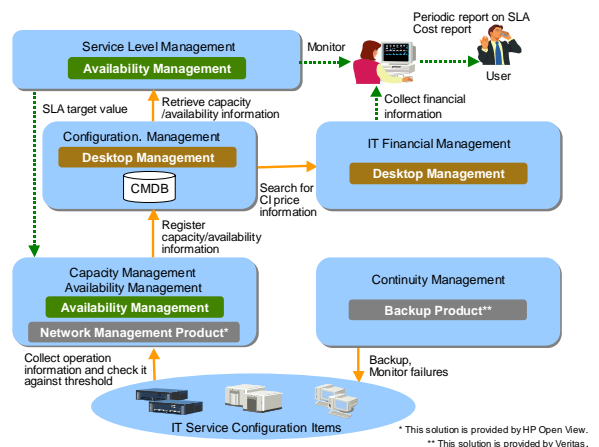 Periodic report on SLA
Cost report
Service Level Management
Availability Management
Monitor
User
SLA target value
Retrieve capacity
/availability information
Collect financial
information
Configuration. Management
Desktop Management
CMDB
IT Financial Management
Desktop Management
Search for
CI price
information
Register
capacity/availability
information
Capacity Management
Availability Management
Availability Management
Network Management Product*
Continuity Management
Backup Product**
Collect operation
information and check it
against threshold
Backup,
Monitor failures
IT Service Configuration Items
* This solution is provided by HP Open View.
** This solution is provided by Veritas.